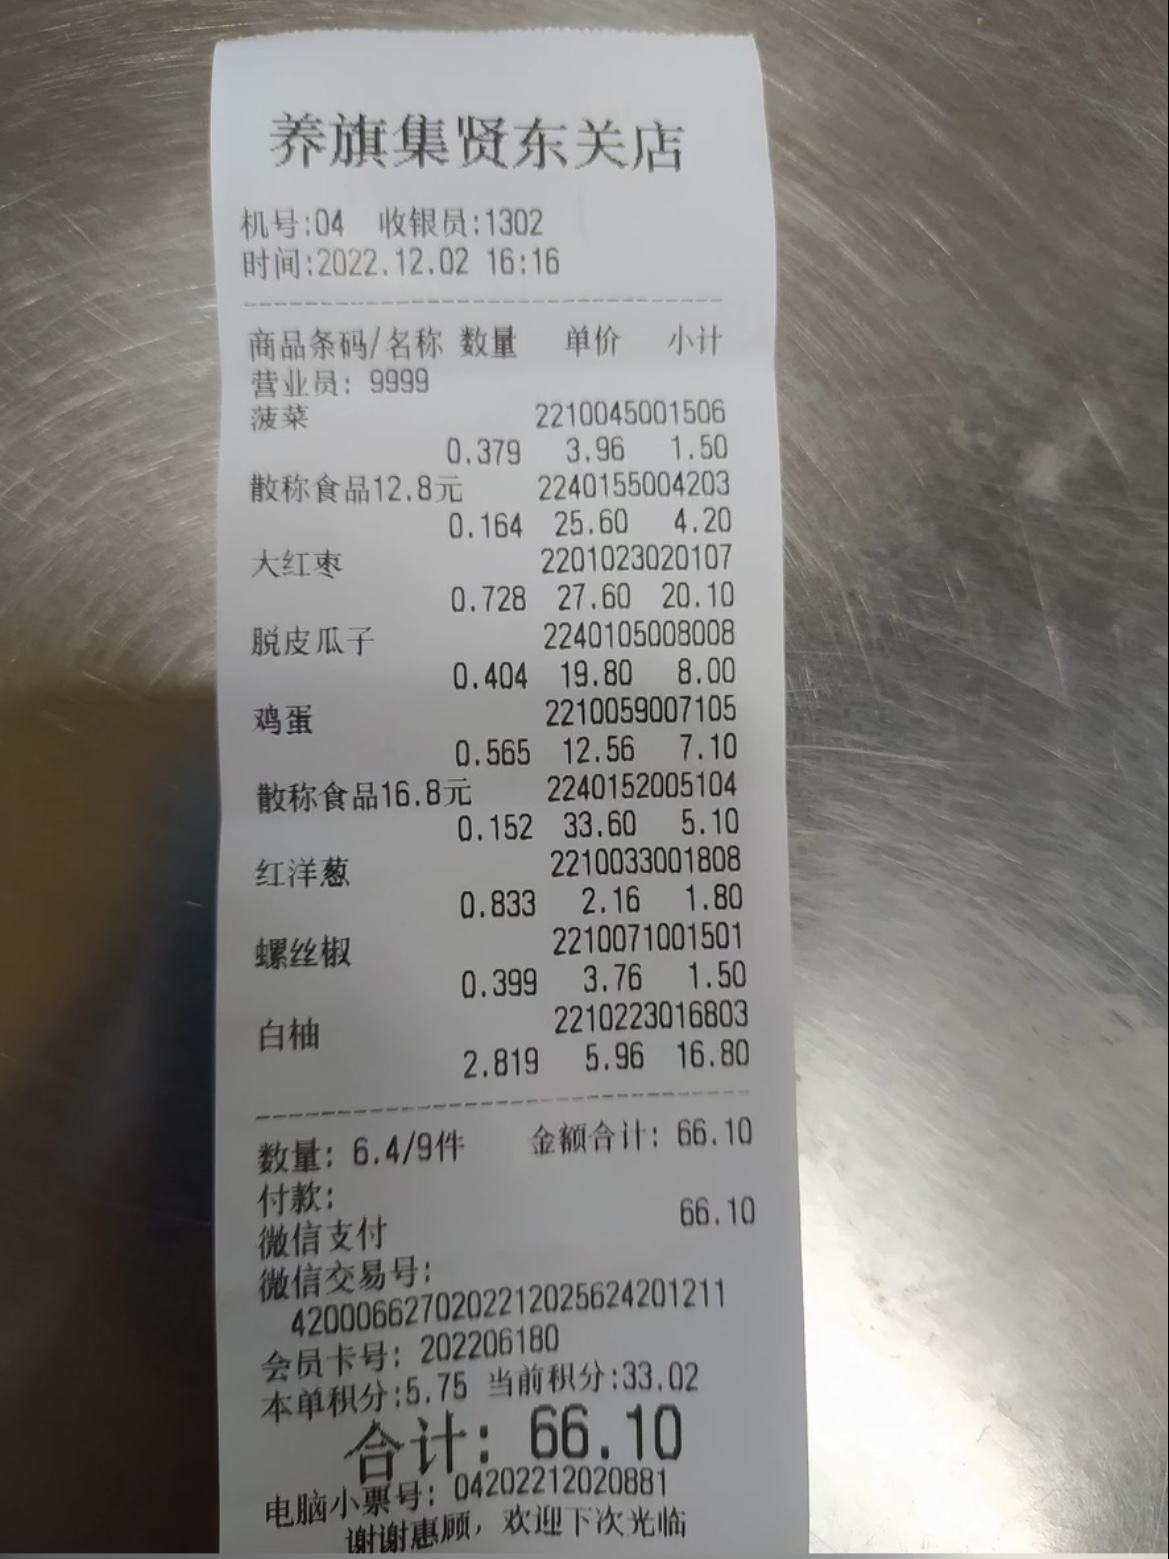 养旗集贤东关店
机号:04 收银员:1302
时间:2022.12.02 16:16
商品条码/名称 数量 单价 小计
营业员: 9999
菠菜 2210045001506
0.379 3.96 1.50
散称食品12.8元 2240155004203
0.164 25.60 4.20
大红枣 2201023020107
0.728 27.60 20.10
脱皮瓜子 2240105008008
0.404 19.80 8.00
鸡蛋 2210059007105
0.565 12.56 7.10
散称食品16.8元 2240152005104
0.152 33.60 5.10
红洋葱 2210033001808
0.833 2.16 1.80
螺丝椒 2210071001501
0.399 3.76 1.50
白柚 2210223016803
2.819 5.96 16.80
数量: 6.4/9件 金额合计: 66.10
付款:
微信支付 66.10
微信交易号:
4200066270202212025624201211
会员卡号: 202206180
本单积分:5.75 当前积分:33.02
合计: 66.10
电脑小票号: 04202212020881
谢谢惠顾, 欢迎下次光临